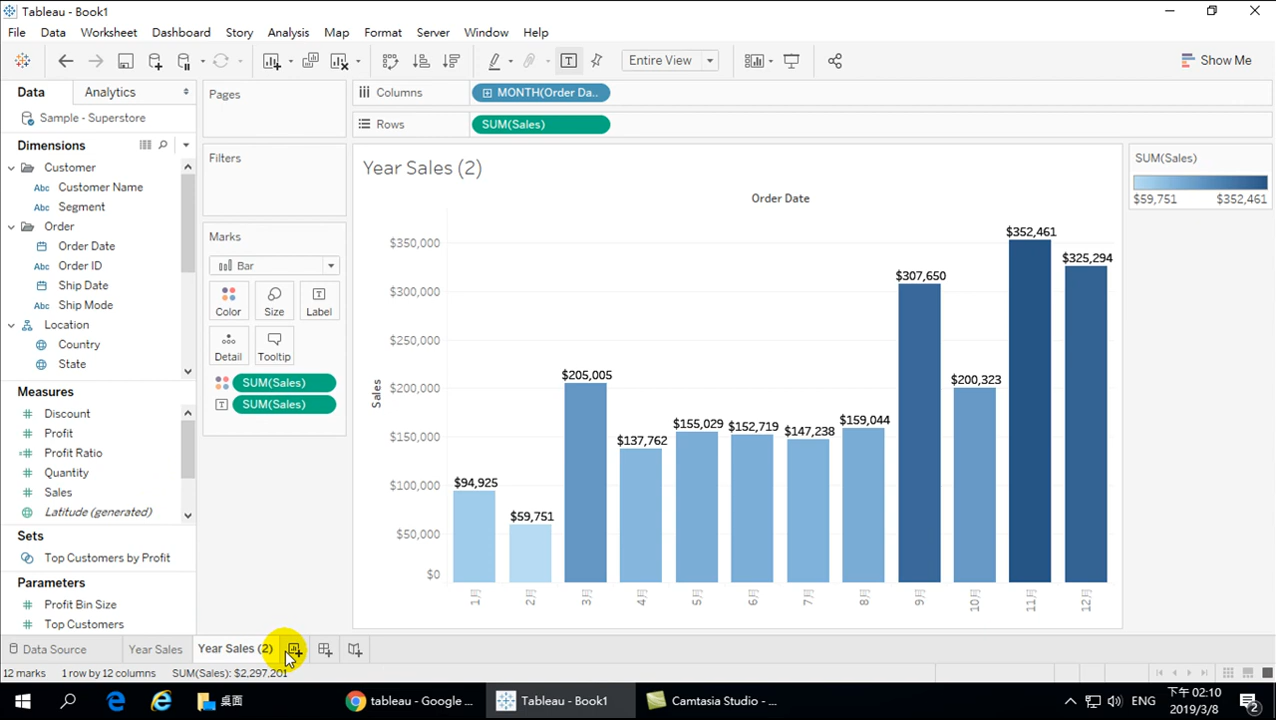 Tableau - Book1
File Data Worksheet Dashboard Story Analysis Map Format Server Window Help
Entire View
Show Me
Data Analytics
Pages
Columns MONTH(Order Da..
Sample - Superstore
Rows SUM(Sales)
Dimensions
Filters
Customer
Abc Customer Name
Abc Segment
Order
Order Date
Abc Order ID
Ship Date
Abc Ship Mode
Location
Country
State
Marks
Bar
Color Size Label
Detail Tooltip
SUM(Sales)
SUM(Sales)
Year Sales (2)
Order Date
SUM(Sales)
$59,751 $352,461
Sales
$350,000
$300,000
$250,000
$200,000
$150,000
$100,000
$50,000
$0
$94,925
$59,751
$205,005
$137,762
$155,029
$152,719
$147,238
$159,044
$307,650
$200,323
$352,461
$325,294
1月 2月 3月 4月 5月 6月 7月 8月 9月 10月 11月 12月
Measures
Discount
Profit
Profit Ratio
Quantity
Sales
Latitude (generated)
Sets
Top Customers by Profit
Parameters
Profit Bin Size
Top Customers
Data Source Year Sales Year Sales (2)
12 marks 1 row by 12 columns SUM(Sales): $2,297,201
桌面
tableau - Google ...
Tableau - Book1
Camtasia Studio - ...
ENG
下午 02:10
2019/3/8
2